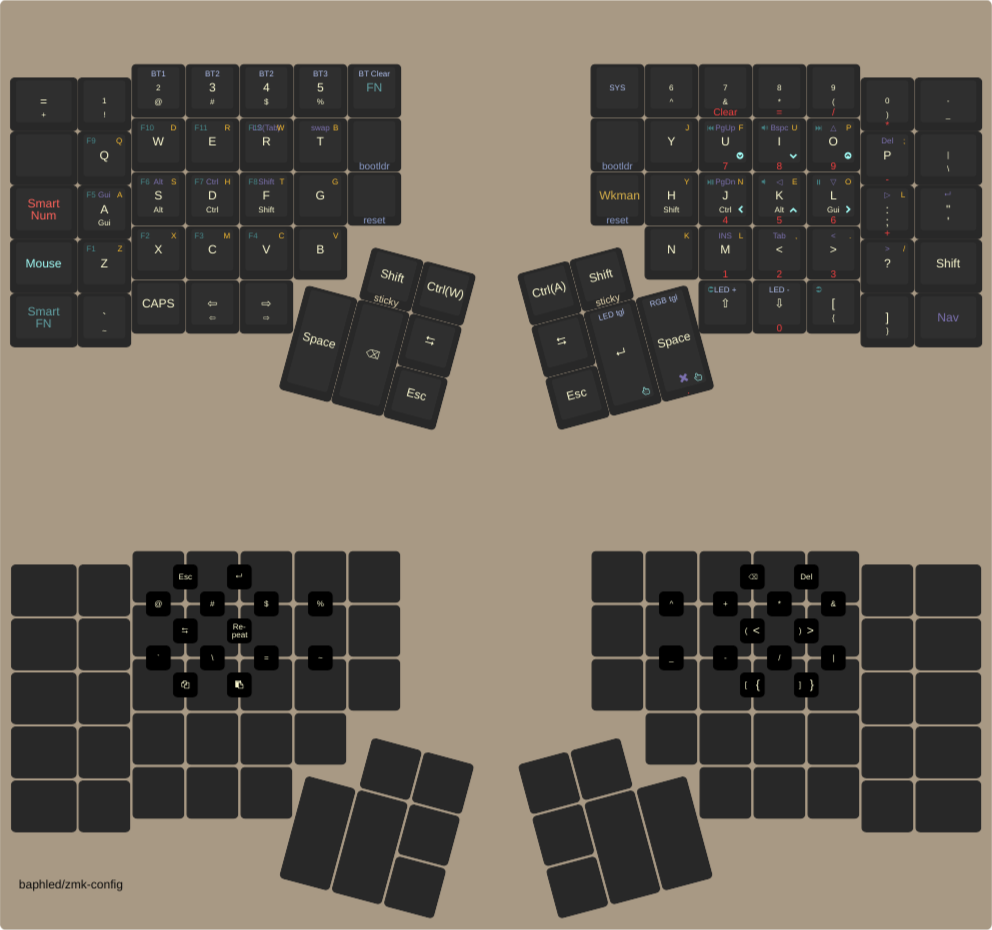 BT1 BT2 BT2 BT3 BT Clear
= + 1 ! 2 @ 3 # 4 $ 5 % FN
SYS 6 ^ 7 & Clear 8 * = 9 ( / 0 ) * - _
F9 Q Q F10 D W F11 E E W R swap B T bootldr
bootldr J Y PgUp F U 7 Bspc U I 8 P O 9 Del ; P - | \
Smart Num F5 Gui A A Gui F6 Alt S S Alt F7 Ctrl H D Ctrl F8 Shift T F Shift G G reset
Wkman reset Y H Shift PgDn N J Ctrl 4 E K Alt 5 O L Gui 6 L : ; + " '
Mouse F1 Z Z F2 X X F3 M C F4 C V V B
K N INS L M 1 Tab , < 2 < . > 3 > / ? Shift
Smart FN ` ~ CAPS ⇦ ⇦ ⇨ ⇨
LED + ⇧ LED - ⇩ 0 [ { ] } Nav
Shift sticky Ctrl(W)
Space ⌫ ⇆
Esc
Ctrl(A) Shift sticky
⇆ LED tgl ↵ RGB tgl Space
Esc
Esc ↵
@ # $ %
⇆ Re-
peat
` \ = ~
⌫ Del
^ + * &
( < ) >
_ - / |
[ { ] }
baphled/zmk-config